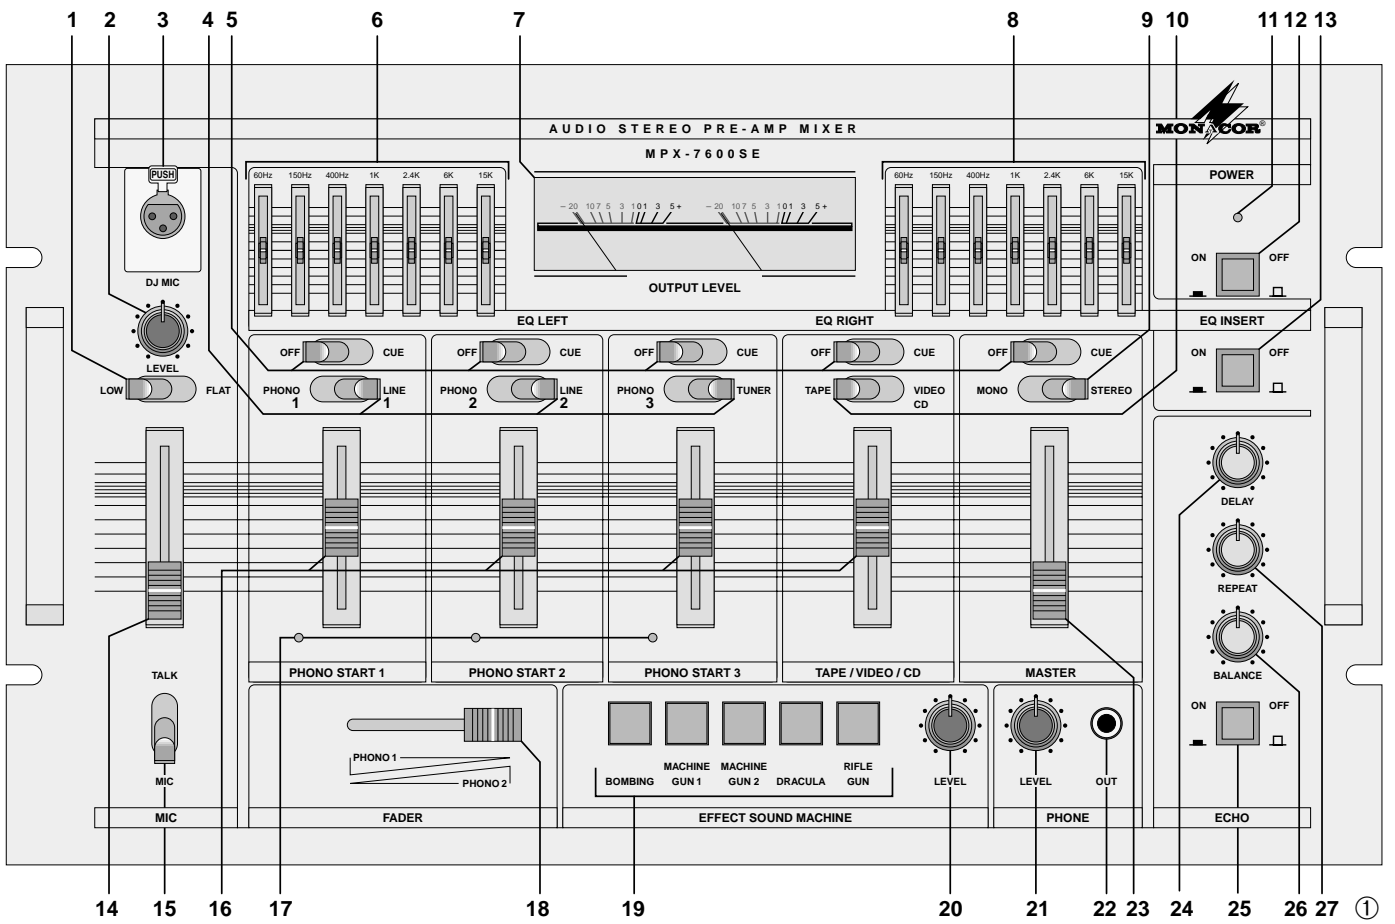 1 2 3 4 5 6 7 8 9 10 11 12 13
MONACOR®
AUDIO STEREO PRE-AMP MIXER
MPX-7600SE
PUSH
60Hz 150Hz 400Hz 1K 2.4K 6K 15K
60Hz 150Hz 400Hz 1K 2.4K 6K 15K
POWER
– 20 10 7 5 3 1 0 1 3 5 +
– 20 10 7 5 3 1 0 1 3 5 +
ON OFF
DJ MIC
OUTPUT LEVEL
EQ LEFT
EQ RIGHT
EQ INSERT
OFF CUE
OFF CUE
OFF CUE
OFF CUE
OFF CUE
ON OFF
LEVEL
LOW FLAT
PHONO 1 LINE 1
PHONO 2 LINE 2
PHONO 3 TUNER
TAPE VIDEO CD
MONO STEREO
DELAY
REPEAT
BALANCE
PHONO START 1
PHONO START 2
PHONO START 3
TAPE / VIDEO / CD
MASTER
TALK
MIC
ON OFF
PHONO 1
PHONO 2
BOMBING
MACHINE GUN 1
MACHINE GUN 2
DRACULA
RIFLE GUN
LEVEL
LEVEL
OUT
MIC
FADER
EFFECT SOUND MACHINE
PHONE
ECHO
14 15 16 17 18 19 20 21 22 23 24 25 26 27 ①